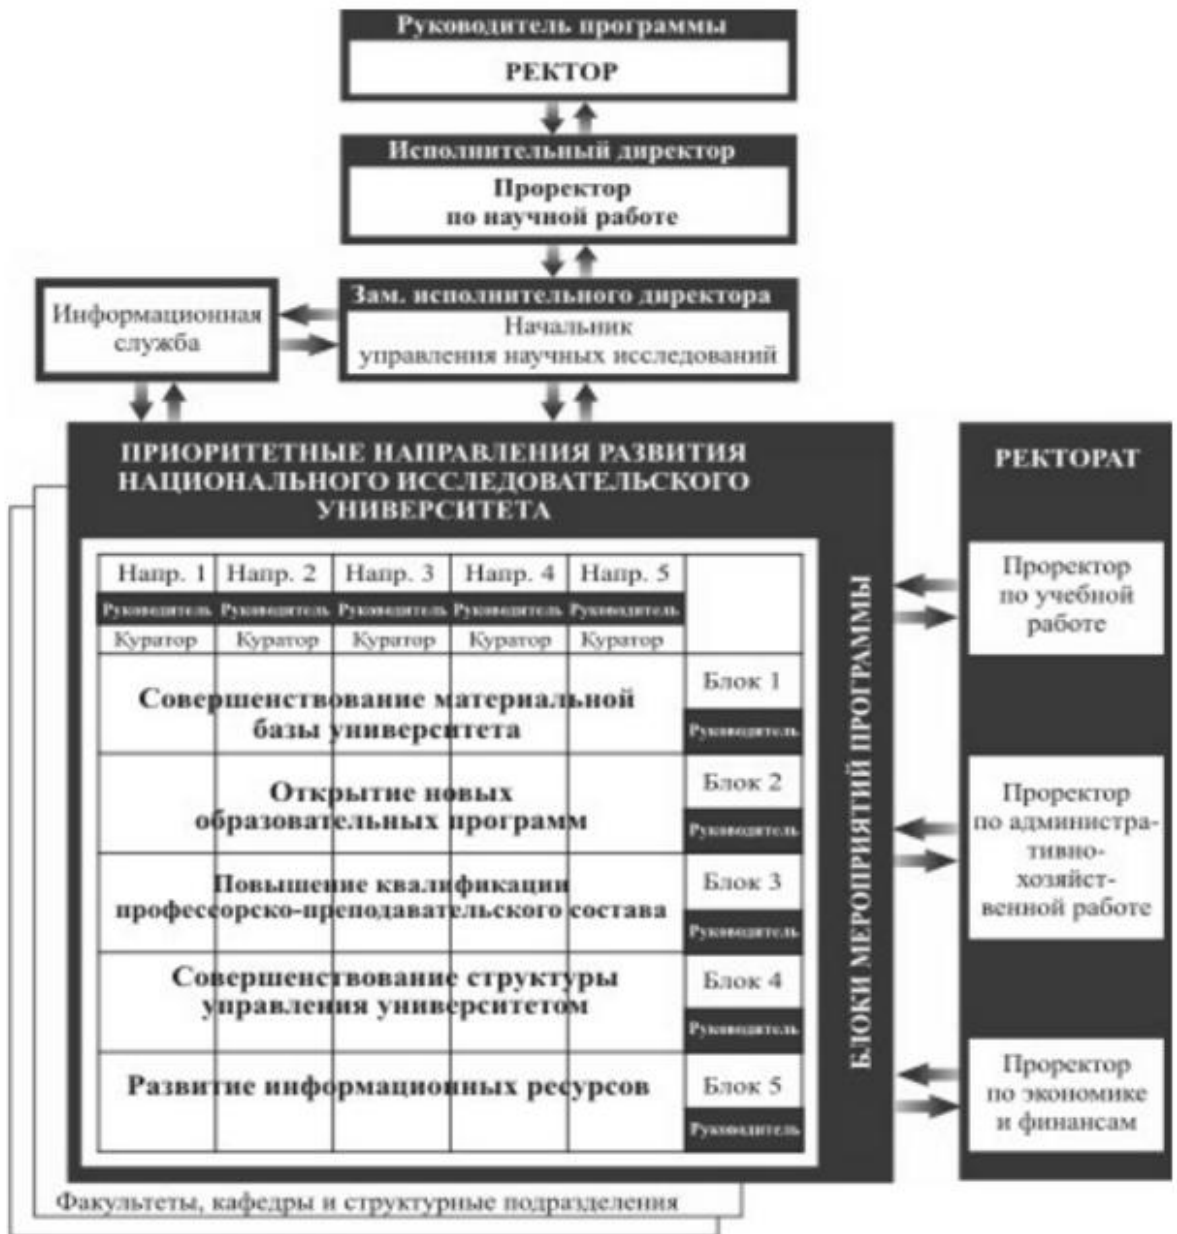 Руководитель программы
РЕКТОР
Исполнительный директор
Проректор
по научной работе
Информационная
служба
Зам. исполнительного директора
Начальник
управления научных исследований
ПРИОРИТЕТНЫЕ НАПРАВЛЕНИЯ РАЗВИТИЯ
НАЦИОНАЛЬНОГО ИССЛЕДОВАТЕЛЬСКОГО
УНИВЕРСИТЕТА
Напр. 1 Напр. 2 Напр. 3 Напр. 4 Напр. 5
Руководитель Руководитель Руководитель Руководитель Руководитель
Куратор Куратор Куратор Куратор Куратор
Совершенствование материальной
базы университета
Блок 1
Руководитель
Открытие новых
образовательных программ
Блок 2
Руководитель
Повышение квалификации
профессорско-преподавательского состава
Блок 3
Руководитель
Совершенствование структуры
управления университетом
Блок 4
Руководитель
Развитие информационных ресурсов
Блок 5
Руководитель
БЛОКИ МЕРОПРИЯТИЙ ПРОГРАММЫ
РЕКТОРАТ
Проректор
по учебной
работе
Проректор
по администра-
тивно-
хозяйст-
венной работе
Проректор
по экономике
и финансам
Факультеты, кафедры и структурные подразделения